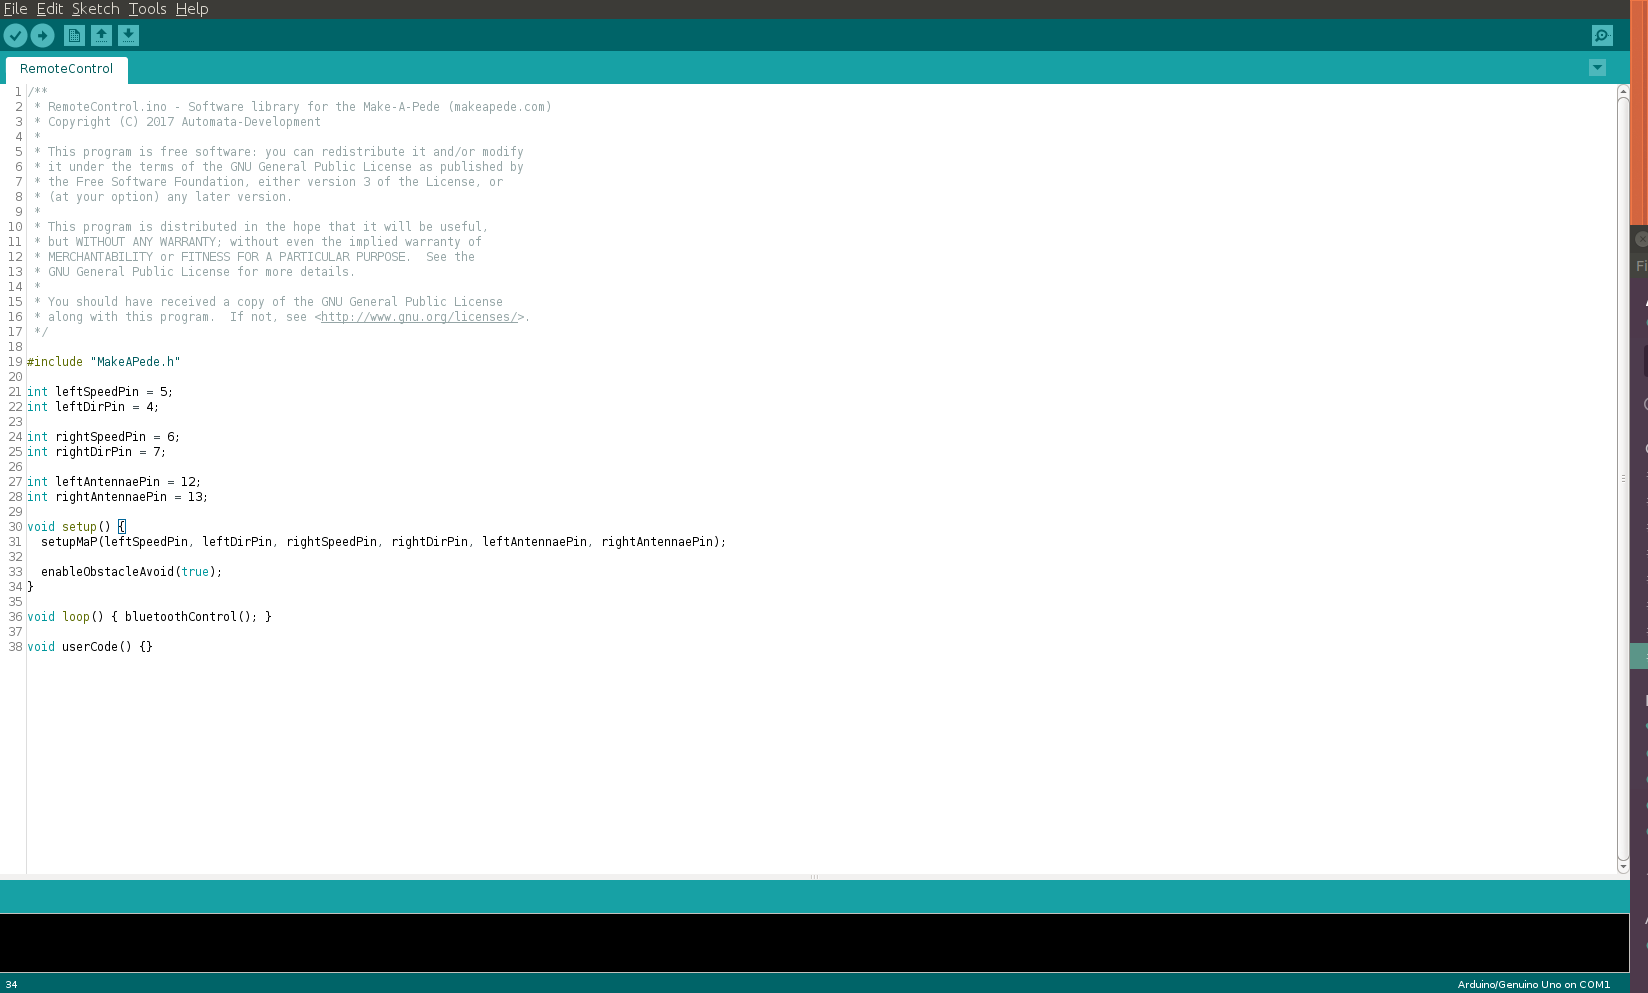 File Edit Sketch Tools Help
RemoteControl
1 /**
2  * RemoteControl.ino - Software library for the Make-A-Pede (makeapede.com)
3  * Copyright (C) 2017 Automata-Development
4  *
5  * This program is free software: you can redistribute it and/or modify
6  * it under the terms of the GNU General Public License as published by
7  * the Free Software Foundation, either version 3 of the License, or
8  * (at your option) any later version.
9  *
10  * This program is distributed in the hope that it will be useful,
11  * but WITHOUT ANY WARRANTY; without even the implied warranty of
12  * MERCHANTABILITY or FITNESS FOR A PARTICULAR PURPOSE.  See the
13  * GNU General Public License for more details.
14  *
15  * You should have received a copy of the GNU General Public License
16  * along with this program.  If not, see <http://www.gnu.org/licenses/>.
17  */
18
19 #include "MakeAPede.h"
20
21 int leftSpeedPin = 5;
22 int leftDirPin = 4;
23
24 int rightSpeedPin = 6;
25 int rightDirPin = 7;
26
27 int leftAntennaePin = 12;
28 int rightAntennaePin = 13;
29
30 void setup() {
31   setupMaP(leftSpeedPin, leftDirPin, rightSpeedPin, rightDirPin, leftAntennaePin, rightAntennaePin);
32
33   enableObstacleAvoid(true);
34 }
35
36 void loop() { bluetoothControl(); }
37
38 void userCode() {}
Fi
34
Arduino/Genuino Uno on COM1